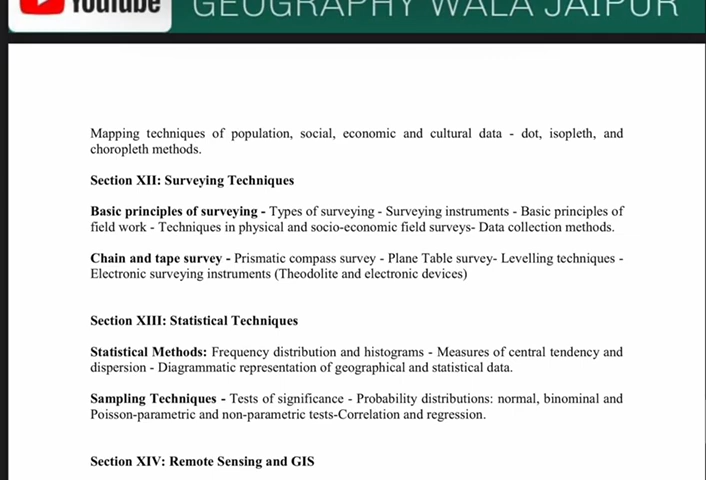 YouTube GEOGRAPHY WALA JAIPUR
Mapping techniques of population, social, economic and cultural data - dot, isopleth, and
choropleth methods.
Section XII: Surveying Techniques
Basic principles of surveying - Types of surveying - Surveying instruments - Basic principles of
field work - Techniques in physical and socio-economic field surveys- Data collection methods.
Chain and tape survey - Prismatic compass survey - Plane Table survey- Levelling techniques -
Electronic surveying instruments (Theodolite and electronic devices)
Section XIII: Statistical Techniques
Statistical Methods: Frequency distribution and histograms - Measures of central tendency and
dispersion - Diagrammatic representation of geographical and statistical data.
Sampling Techniques - Tests of significance - Probability distributions: normal, binominal and
Poisson-parametric and non-parametric tests-Correlation and regression.
Section XIV: Remote Sensing and GIS